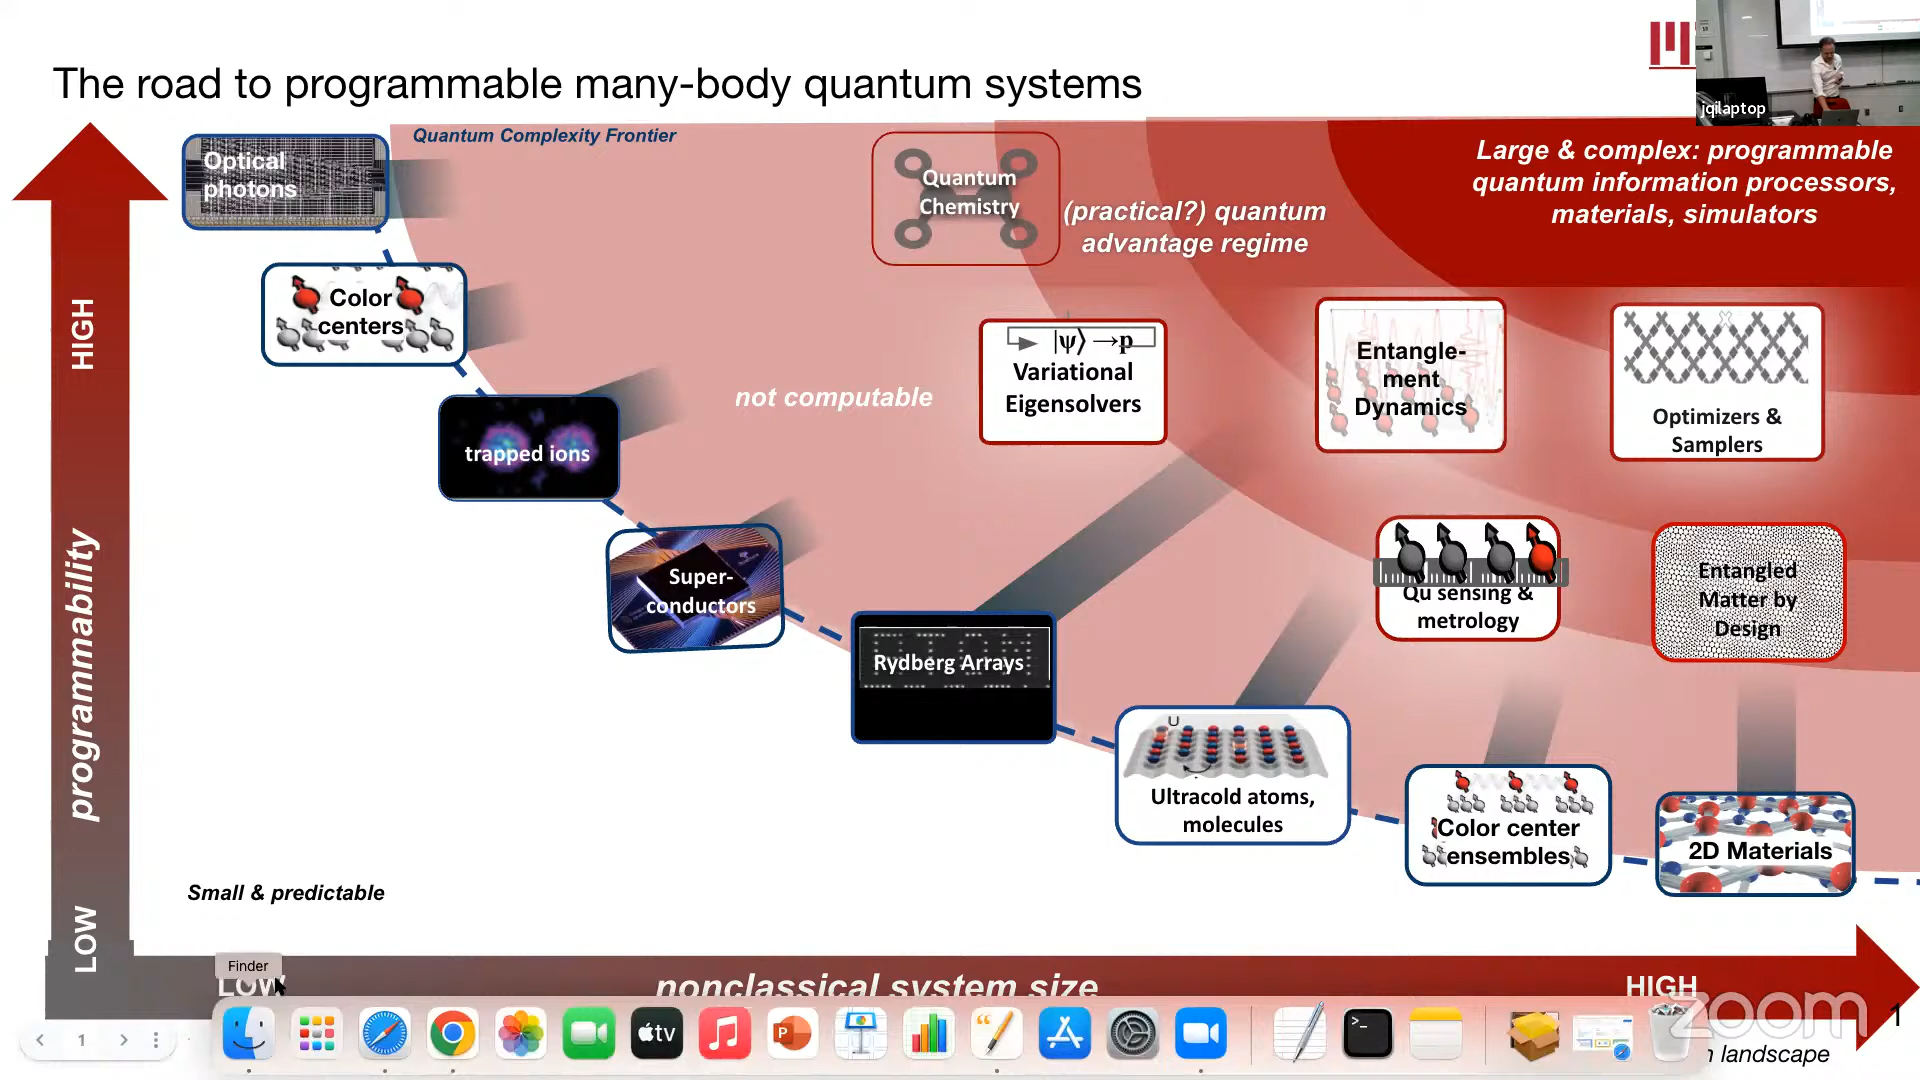 The road to programmable many-body quantum systems
jqilaptop
Quantum Complexity Frontier
Optical
photons
Quantum
Chemistry
(practical?) quantum
advantage regime
Large & complex: programmable
quantum information processors,
materials, simulators
HIGH
programmability
LOW
Color
centers
not computable
|ψ⟩ →p
Variational
Eigensolvers
Entangle-
ment
Dynamics
Optimizers &
Samplers
trapped ions
Super-
conductors
Qu sensing &
metrology
Entangled
Matter by
Design
Rydberg Arrays
U
Ultracold atoms,
molecules
Color center
ensembles
2D Materials
Small & predictable
Finder
LOW
nonclassical system size
HIGH
zoom
1
1
tv
P
>_
landscape